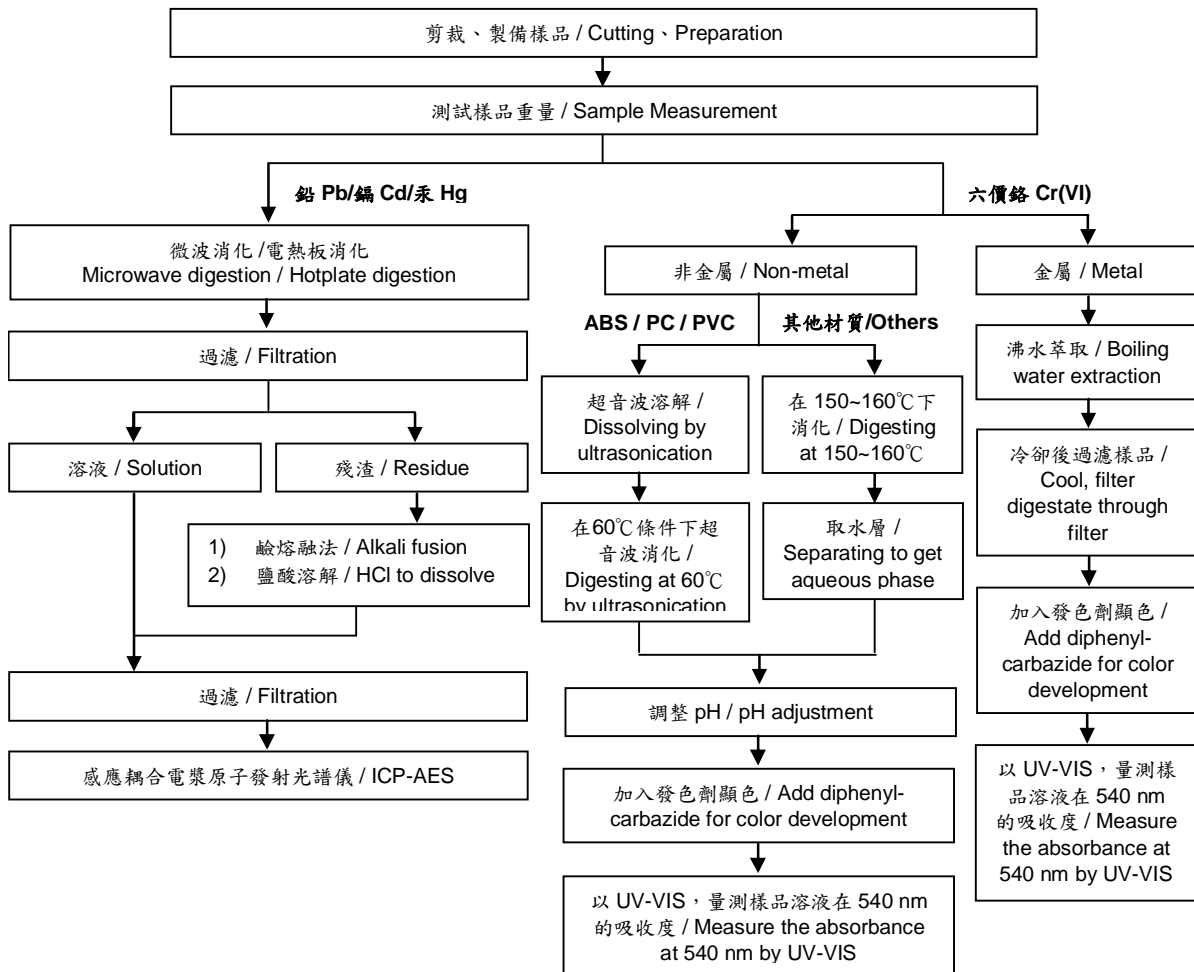 剪裁、製備樣品 / Cutting、Preparation
測試樣品重量 / Sample Measurement
鉛 Pb/鎘 Cd/汞 Hg
六價鉻 Cr(VI)
微波消化 /電熱板消化
Microwave digestion / Hotplate digestion
過濾 / Filtration
溶液 / Solution
殘渣 / Residue
1) 鹼熔融法 / Alkali fusion
2) 鹽酸溶解 / HCl to dissolve
過濾 / Filtration
感應耦合電漿原子發射光譜儀 / ICP-AES
非金屬 / Non-metal
ABS / PC / PVC
其他材質/Others
超音波溶解 /
Dissolving by
ultrasonication
在60℃條件下超
音波消化 /
Digesting at 60℃
by ultrasonication
在 150~160℃下
消化 / Digesting
at 150~160℃
取水層 /
Separating to get
aqueous phase
調整 pH / pH adjustment
加入發色劑顯色 / Add diphenyl-
carbazide for color development
以 UV-VIS，量測樣品溶液在 540 nm
的吸收度 / Measure the absorbance
at 540 nm by UV-VIS
金屬 / Metal
沸水萃取 / Boiling
water extraction
冷卻後過濾樣品 /
Cool, filter
digestate through
filter
加入發色劑顯色 /
Add diphenyl-
carbazide for color
development
以 UV-VIS，量測樣
品溶液在 540 nm
的吸收度 / Measure
the absorbance at
540 nm by UV-VIS